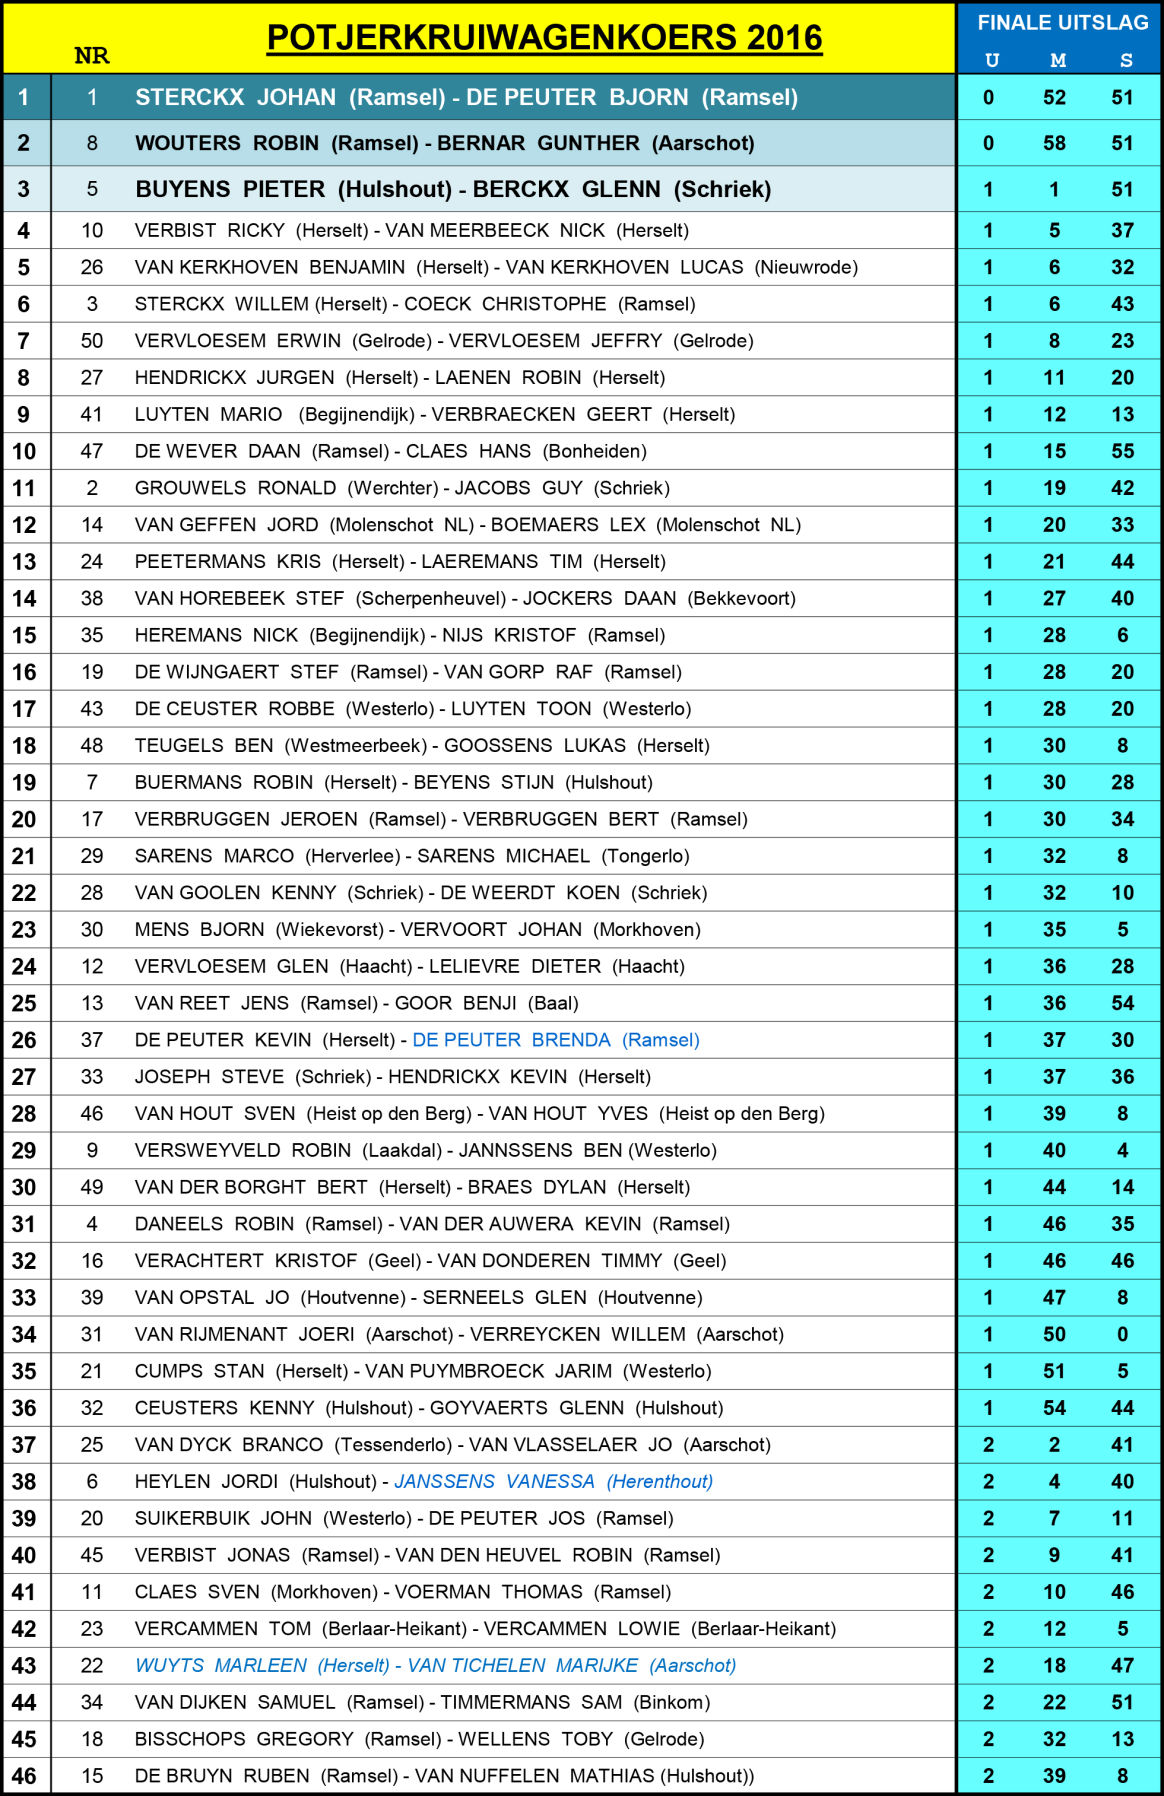 POTJERKRUIWAGENKOERS 2016 FINALE UITSLAG
NR U M S
1 1 STERCKX JOHAN (Ramsel) - DE PEUTER BJORN (Ramsel) 0 52 51
2 8 WOUTERS ROBIN (Ramsel) - BERNAR GUNTHER (Aarschot) 0 58 51
3 5 BUYENS PIETER (Hulshout) - BERCKX GLENN (Schriek) 1 1 51
4 10 VERBIST RICKY (Herselt) - VAN MEERBEECK NICK (Herselt) 1 5 37
5 26 VAN KERKHOVEN BENJAMIN (Herselt) - VAN KERKHOVEN LUCAS (Nieuwrode) 1 6 32
6 3 STERCKX WILLEM (Herselt) - COECK CHRISTOPHE (Ramsel) 1 6 43
7 50 VERVLOESEM ERWIN (Gelrode) - VERVLOESEM JEFFRY (Gelrode) 1 8 23
8 27 HENDRICKX JURGEN (Herselt) - LAENEN ROBIN (Herselt) 1 11 20
9 41 LUYTEN MARIO (Begijnendijk) - VERBRAECKEN GEERT (Herselt) 1 12 13
10 47 DE WEVER DAAN (Ramsel) - CLAES HANS (Bonheiden) 1 15 55
11 2 GROUWELS RONALD (Werchter) - JACOBS GUY (Schriek) 1 19 42
12 14 VAN GEFFEN JORD (Molenschot NL) - BOEMAERS LEX (Molenschot NL) 1 20 33
13 24 PEETERMANS KRIS (Herselt) - LAEREMANS TIM (Herselt) 1 21 44
14 38 VAN HOREBEEK STEF (Scherpenheuvel) - JOCKERS DAAN (Bekkevoort) 1 27 40
15 35 HEREMANS NICK (Begijnendijk) - NIJS KRISTOF (Ramsel) 1 28 6
16 19 DE WIJNGAERT STEF (Ramsel) - VAN GORP RAF (Ramsel) 1 28 20
17 43 DE CEUSTER ROBBE (Westerlo) - LUYTEN TOON (Westerlo) 1 28 20
18 48 TEUGELS BEN (Westmeerbeek) - GOOSSENS LUKAS (Herselt) 1 30 8
19 7 BUERMANS ROBIN (Herselt) - BEYENS STIJN (Hulshout) 1 30 28
20 17 VERBRUGGEN JEROEN (Ramsel) - VERBRUGGEN BERT (Ramsel) 1 30 34
21 29 SARENS MARCO (Herverlee) - SARENS MICHAEL (Tongerlo) 1 32 8
22 28 VAN GOOLEN KENNY (Schriek) - DE WEERDT KOEN (Schriek) 1 32 10
23 30 MENS BJORN (Wiekevorst) - VERVOORT JOHAN (Morkhoven) 1 35 5
24 12 VERVLOESEM GLEN (Haacht) - LELIEVRE DIETER (Haacht) 1 36 28
25 13 VAN REET JENS (Ramsel) - GOOR BENJI (Baal) 1 36 54
26 37 DE PEUTER KEVIN (Herselt) - DE PEUTER BRENDA (Ramsel) 1 37 30
27 33 JOSEPH STEVE (Schriek) - HENDRICKX KEVIN (Herselt) 1 37 36
28 46 VAN HOUT SVEN (Heist op den Berg) - VAN HOUT YVES (Heist op den Berg) 1 39 8
29 9 VERSWEYVELD ROBIN (Laakdal) - JANNSSENS BEN (Westerlo) 1 40 4
30 49 VAN DER BORGHT BERT (Herselt) - BRAES DYLAN (Herselt) 1 44 14
31 4 DANEELS ROBIN (Ramsel) - VAN DER AUWERA KEVIN (Ramsel) 1 46 35
32 16 VERACHTERT KRISTOF (Geel) - VAN DONDEREN TIMMY (Geel) 1 46 46
33 39 VAN OPSTAL JO (Houtvenne) - SERNEELS GLEN (Houtvenne) 1 47 8
34 31 VAN RIJMENANT JOERI (Aarschot) - VERREYCKEN WILLEM (Aarschot) 1 50 0
35 21 CUMPS STAN (Herselt) - VAN PUYMBROECK JARIM (Westerlo) 1 51 5
36 32 CEUSTERS KENNY (Hulshout) - GOYVAERTS GLENN (Hulshout) 1 54 44
37 25 VAN DYCK BRANCO (Tessenderlo) - VAN VLASSELAER JO (Aarschot) 2 2 41
38 6 HEYLEN JORDI (Hulshout) - JANSSENS VANESSA (Herenthout) 2 4 40
39 20 SUIKERBUIK JOHN (Westerlo) - DE PEUTER JOS (Ramsel) 2 7 11
40 45 VERBIST JONAS (Ramsel) - VAN DEN HEUVEL ROBIN (Ramsel) 2 9 41
41 11 CLAES SVEN (Morkhoven) - VOERMAN THOMAS (Ramsel) 2 10 46
42 23 VERCAMMEN TOM (Berlaar-Heikant) - VERCAMMEN LOWIE (Berlaar-Heikant) 2 12 5
43 22 WUYTS MARLEEN (Herselt) - VAN TICHELEN MARIJKE (Aarschot) 2 18 47
44 34 VAN DIJKEN SAMUEL (Ramsel) - TIMMERMANS SAM (Binkom) 2 22 51
45 18 BISSCHOPS GREGORY (Ramsel) - WELLENS TOBY (Gelrode) 2 32 13
46 15 DE BRUYN RUBEN (Ramsel) - VAN NUFFELEN MATHIAS (Hulshout)) 2 39 8